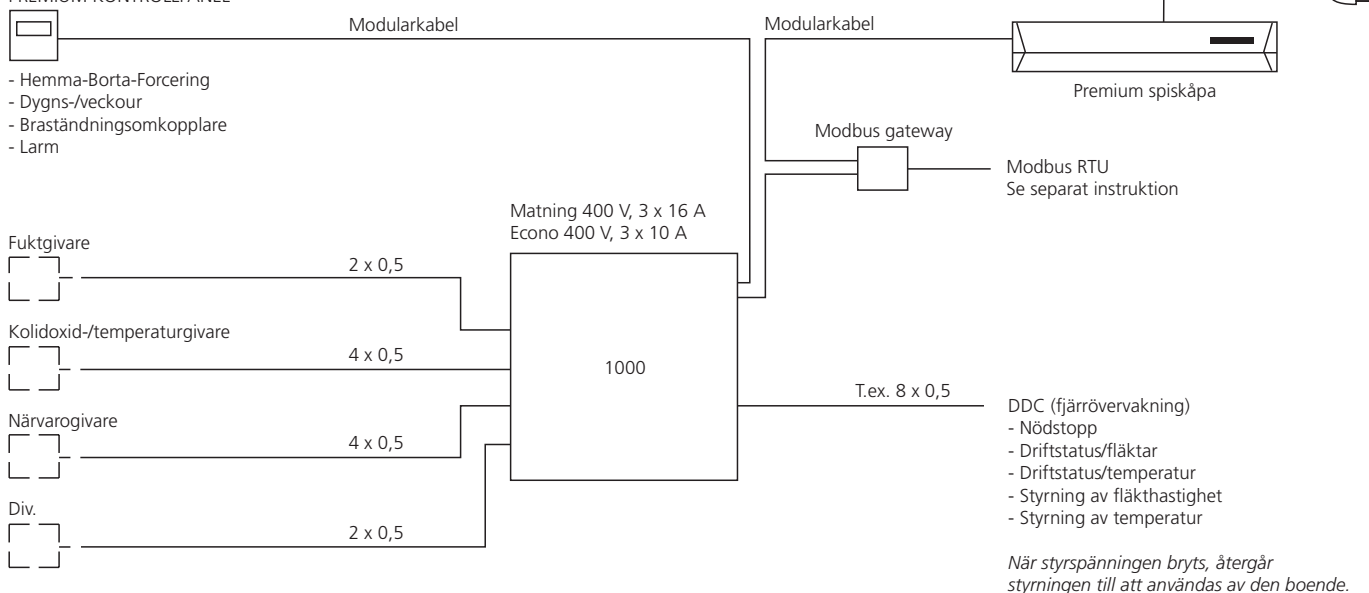 PREMIUM KONTROLLPANEL
Modularkabel
Modularkabel
- Hemma-Borta-Forcering
- Dygns-/veckour
- Braständningsomkopplare
- Larm
Premium spiskåpa
Modbus gateway
Modbus RTU
Se separat instruktion
Matning 400 V, 3 x 16 A
Econo 400 V, 3 x 10 A
Fuktgivare
2 x 0,5
Kolidoxid-/temperaturgivare
4 x 0,5
1000
Närvarogivare
4 x 0,5
Div.
2 x 0,5
T.ex. 8 x 0,5
DDC (fjärrövervakning)
- Nödstopp
- Driftstatus/fläktar
- Driftstatus/temperatur
- Styrning av fläkthastighet
- Styrning av temperatur
När styrspänningen bryts, återgår
styrningen till att användas av den boende.